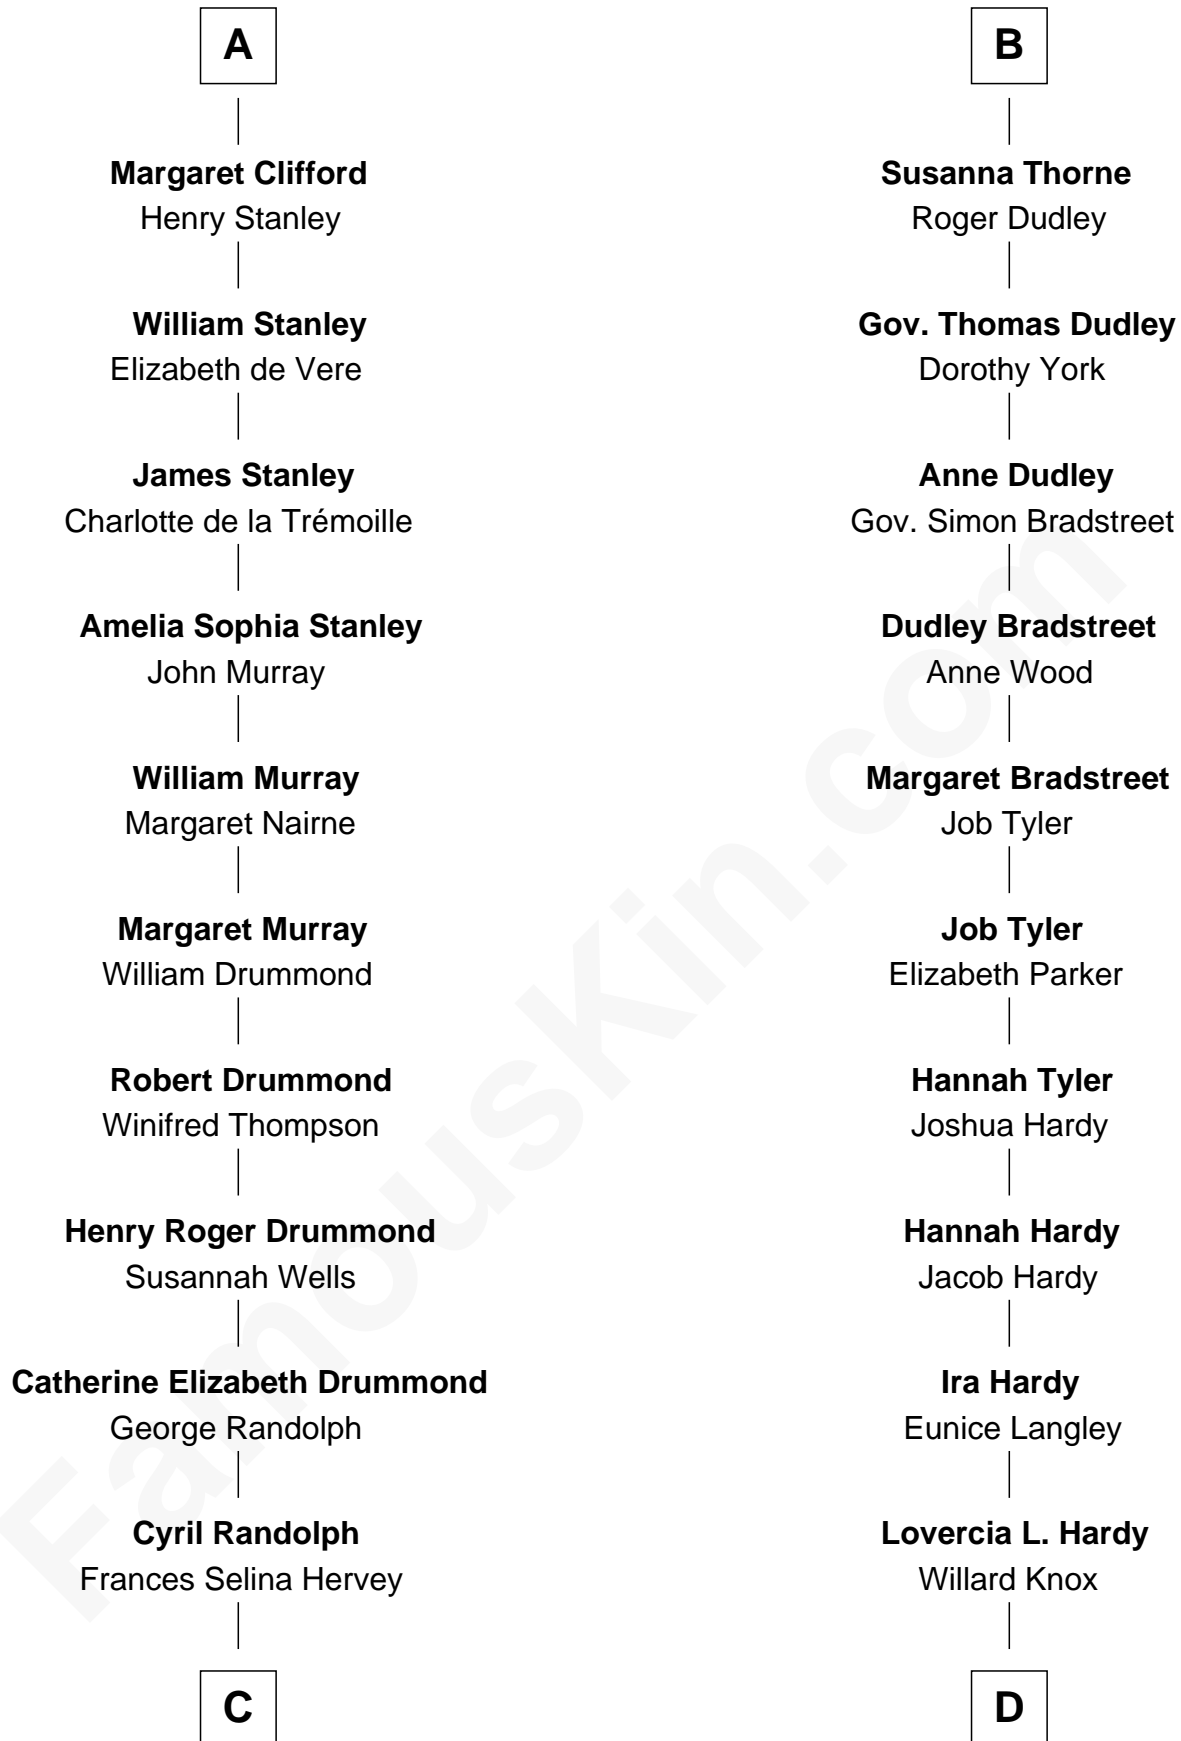 A
Margaret Clifford
Henry Stanley
William Stanley
Elizabeth de Vere
James Stanley
Charlotte de la Trémoille
Amelia Sophia Stanley
John Murray
William Murray
Margaret Nairne
Margaret Murray
William Drummond
Robert Drummond
Winifred Thompson
Henry Roger Drummond
Susannah Wells
Catherine Elizabeth Drummond
George Randolph
Cyril Randolph
Frances Selina Hervey
C
B
Susanna Thorne
Roger Dudley
Gov. Thomas Dudley
Dorothy York
Anne Dudley
Gov. Simon Bradstreet
Dudley Bradstreet
Anne Wood
Margaret Bradstreet
Job Tyler
Job Tyler
Elizabeth Parker
Hannah Tyler
Joshua Hardy
Hannah Hardy
Jacob Hardy
Ira Hardy
Eunice Langley
Lovercia L. Hardy
Willard Knox
D
FamousKin.com